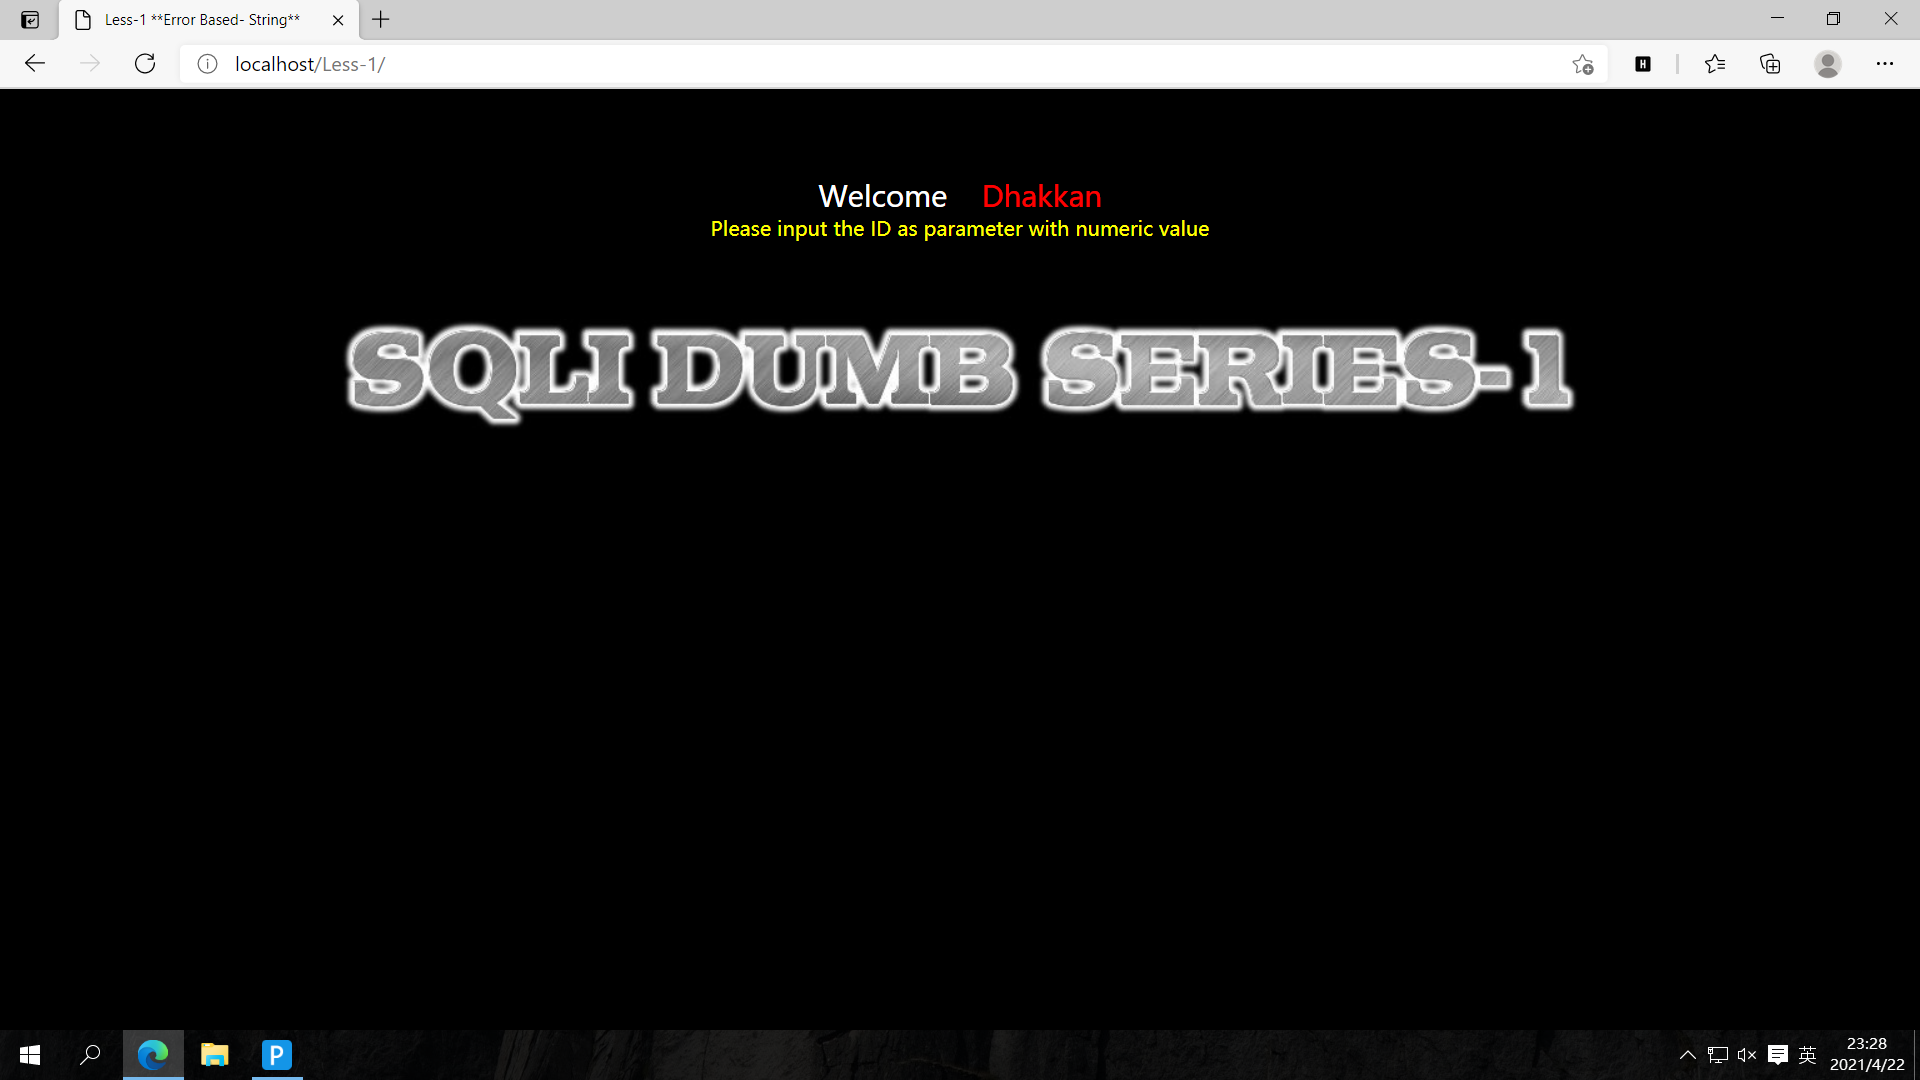 Less-1 **Error Based- String**
localhost/Less-1/
H
Welcome Dhakkan
Please input the ID as parameter with numeric value
SQLI DUMB SERIES-1
P
英
23:28
2021/4/22